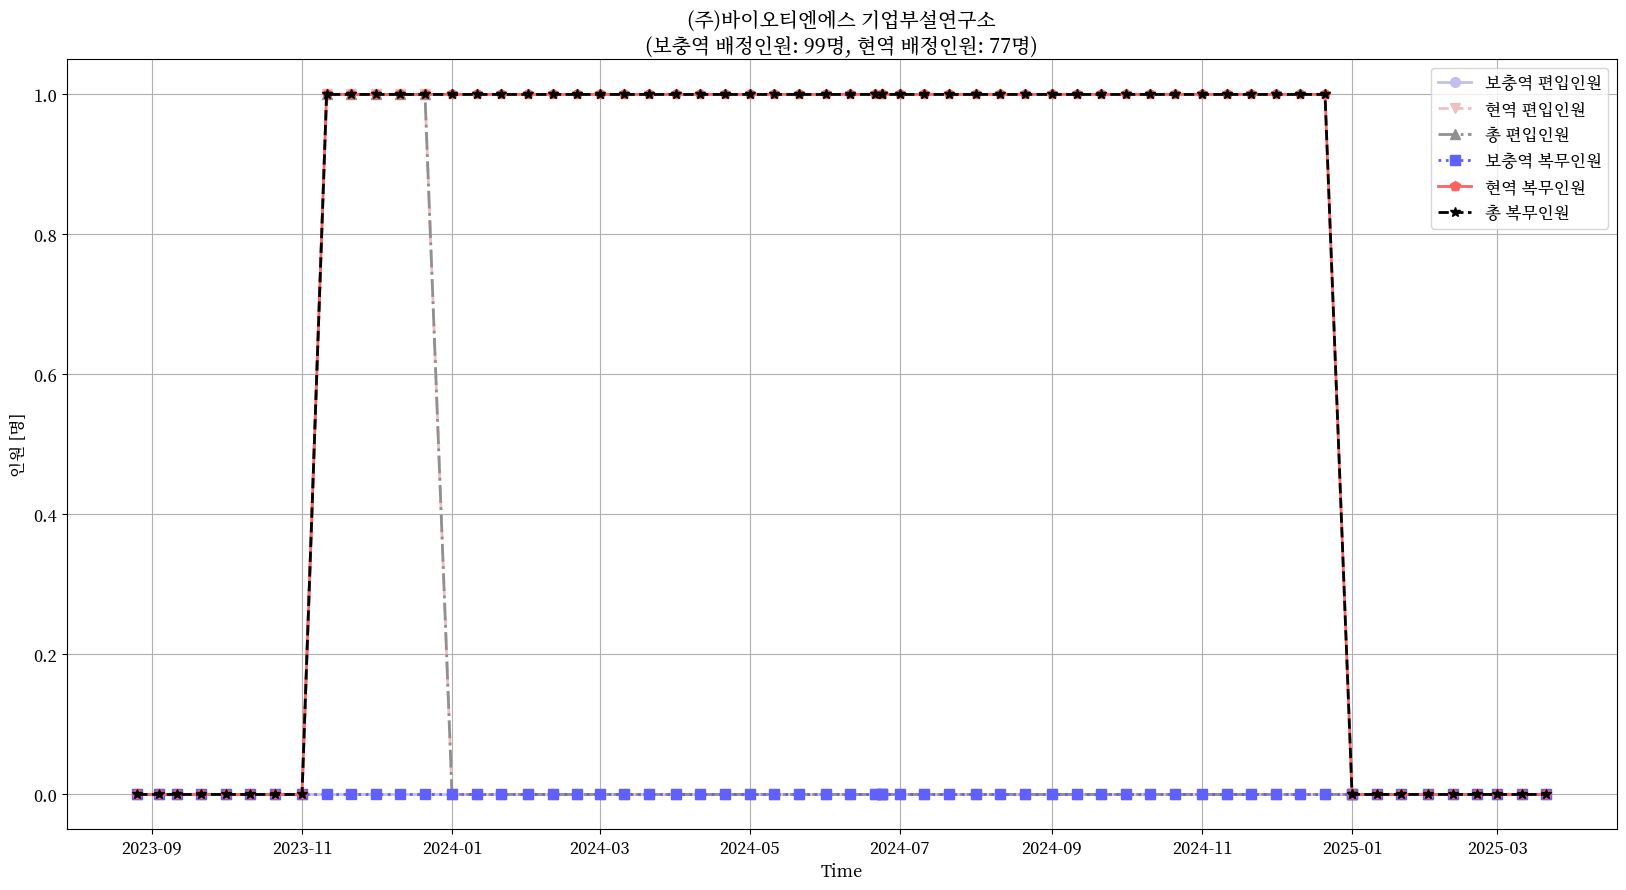 (주)바이오티엔에스 기업부설연구소
(보충역 배정인원: 99명, 현역 배정인원: 77명)
보충역 편입인원
현역 편입인원
총 편입인원
보충역 복무인원
현역 복무인원
총 복무인원
1.0
0.8
0.6
0.4
0.2
0.0
인원 [명]
2023-09
2023-11
2024-01
2024-03
2024-05
2024-07
2024-09
2024-11
2025-01
2025-03
Time